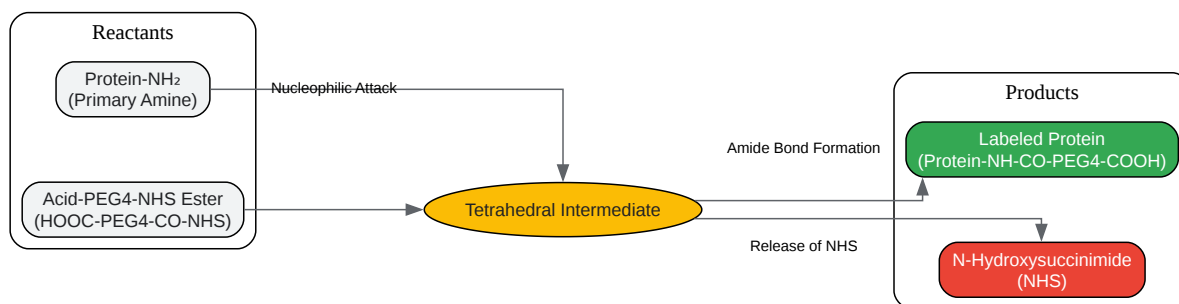 Reactants
Protein-NH₂
(Primary Amine)
Nucleophilic Attack
Acid-PEG4-NHS Ester
(HOOC-PEG4-CO-NHS)
Tetrahedral Intermediate
Amide Bond Formation
Release of NHS
Products
Labeled Protein
(Protein-NH-CO-PEG4-COOH)
N-Hydroxysuccinimide
(NHS)